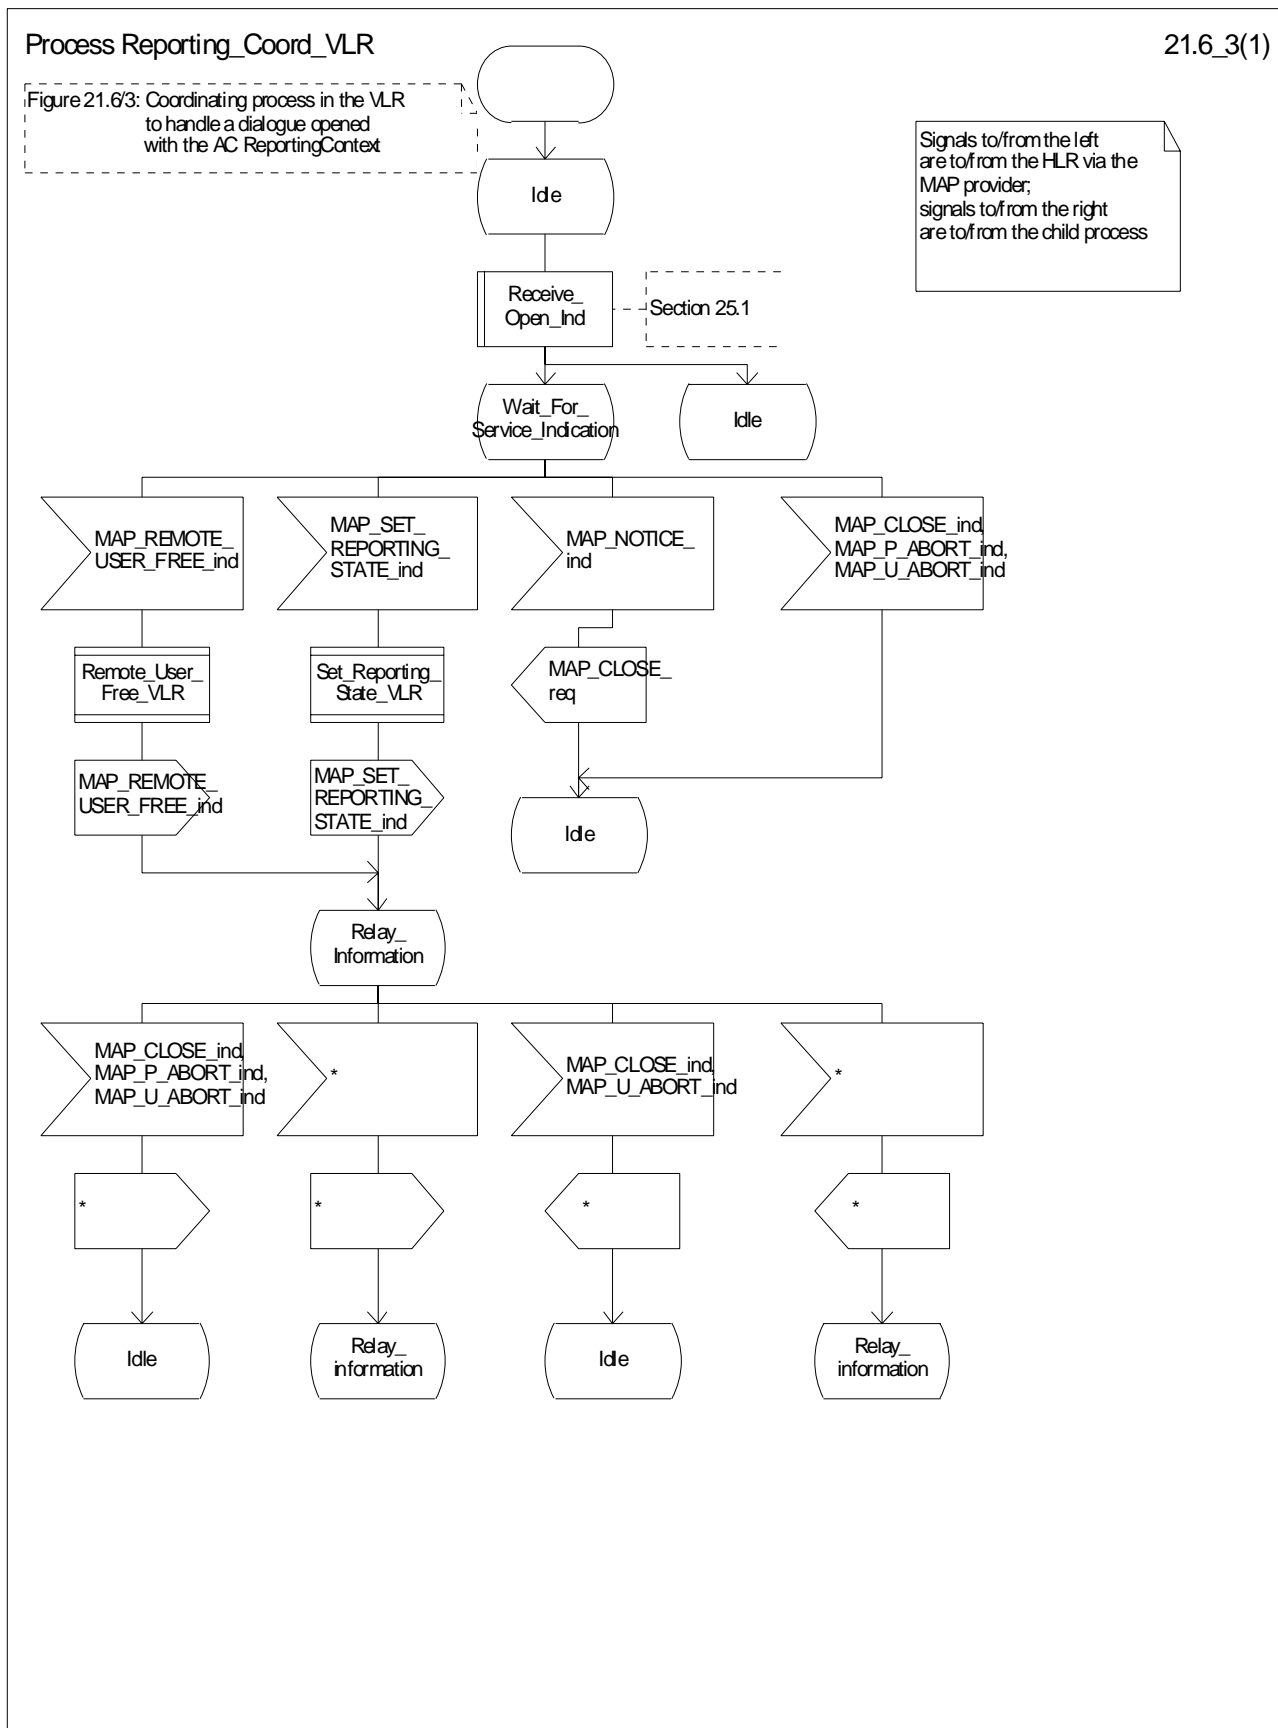 Process Reporting_Coord_VLR
21.6_3(1)
Figure 21.6/3: Coordinating process in the VLR
to handle a dialogue opened
with the AC ReportingContext
Signals to/from the left
are to/from the HLR via the
MAP provider;
signals to/from the right
are to/from the child process
Idle
Receive_
Open_Ind
Section 25.1
Wait_For_
Service_Indication
Idle
MAP_REMOTE_
USER_FREE_ind
MAP_SET_
REPORTING_
STATE_ind
MAP_NOTICE_
ind
MAP_CLOSE_ind,
MAP_P_ABORT_ind,
MAP_U_ABORT_ind
Remote_User_
Free_VLR
Set_Reporting_
State_VLR
MAP_CLOSE_
req
MAP_REMOTE_
USER_FREE_ind
MAP_SET_
REPORTING_
STATE_ind
Idle
Relay_
Information
MAP_CLOSE_ind,
MAP_P_ABORT_ind,
MAP_U_ABORT_ind
*
MAP_CLOSE_ind,
MAP_U_ABORT_ind
*
*
*
*
*
Idle
Relay_
information
Idle
Relay_
information